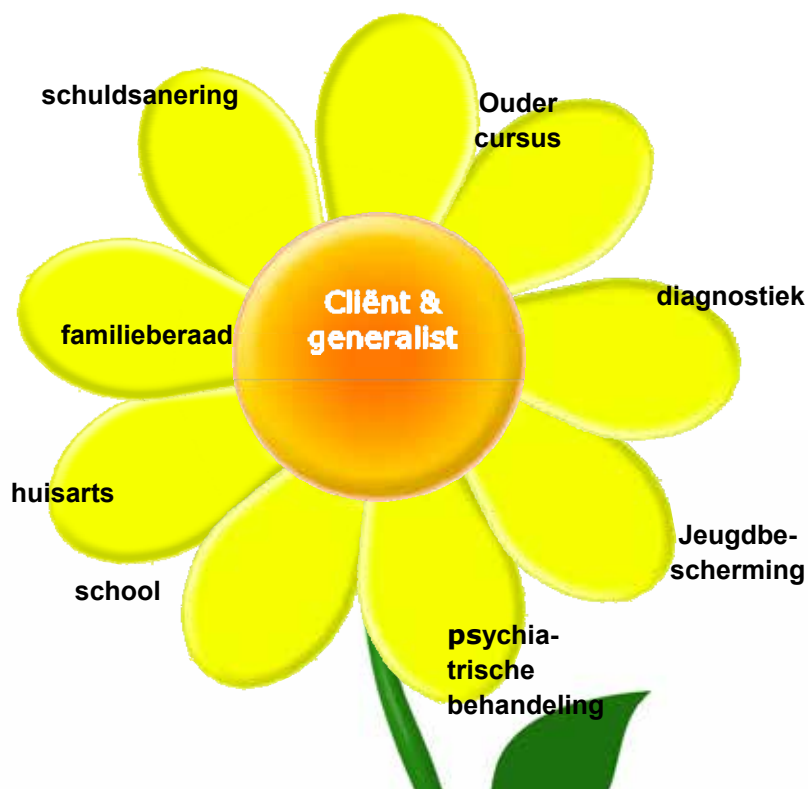 schuldsanering
Ouder
cursus
diagnostiek
Cliënt &
generalist
familieberaad
huisarts
Jeugdbe-
scherming
school
psychia-
trische
behandeling